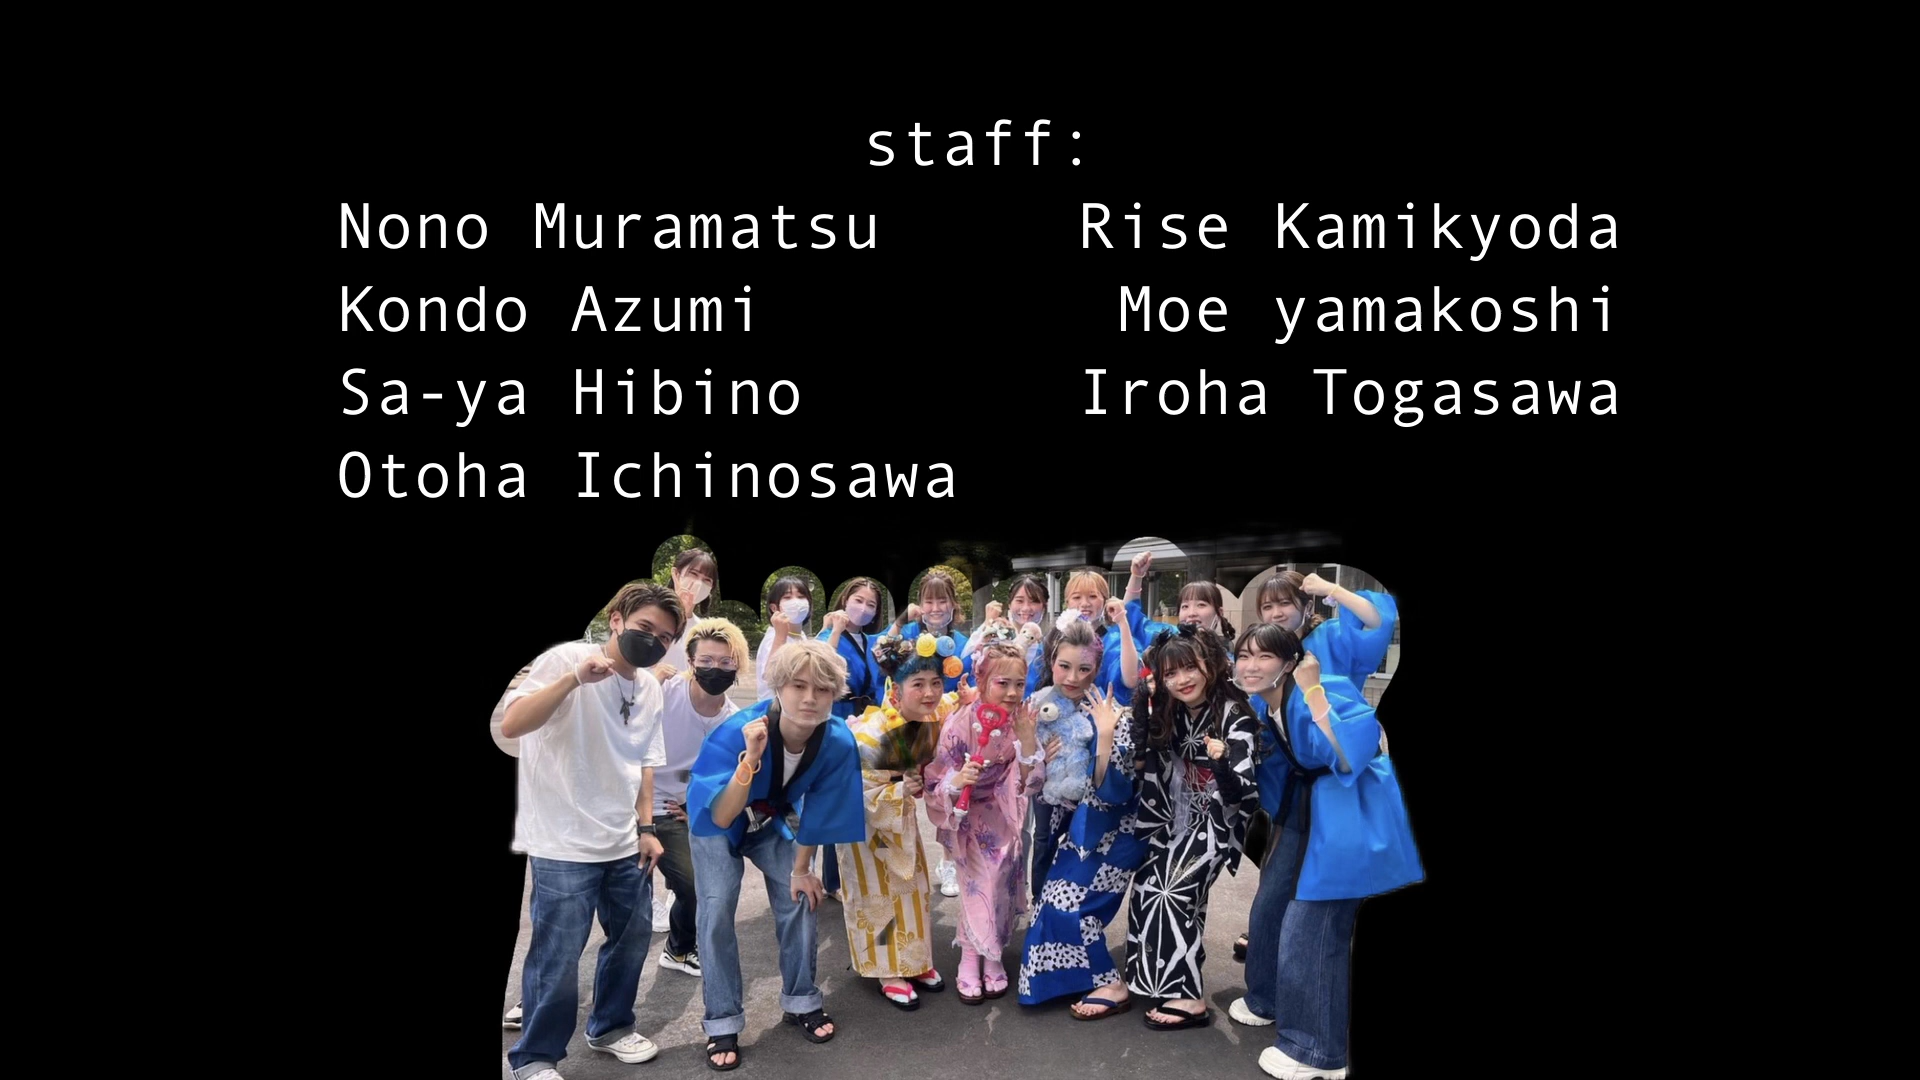 staff:
Nono Muramatsu
Rise Kamikyoda
Kondo Azumi
Moe yamakoshi
Sa-ya Hibino
Iroha Togasawa
Otoha Ichinosawa